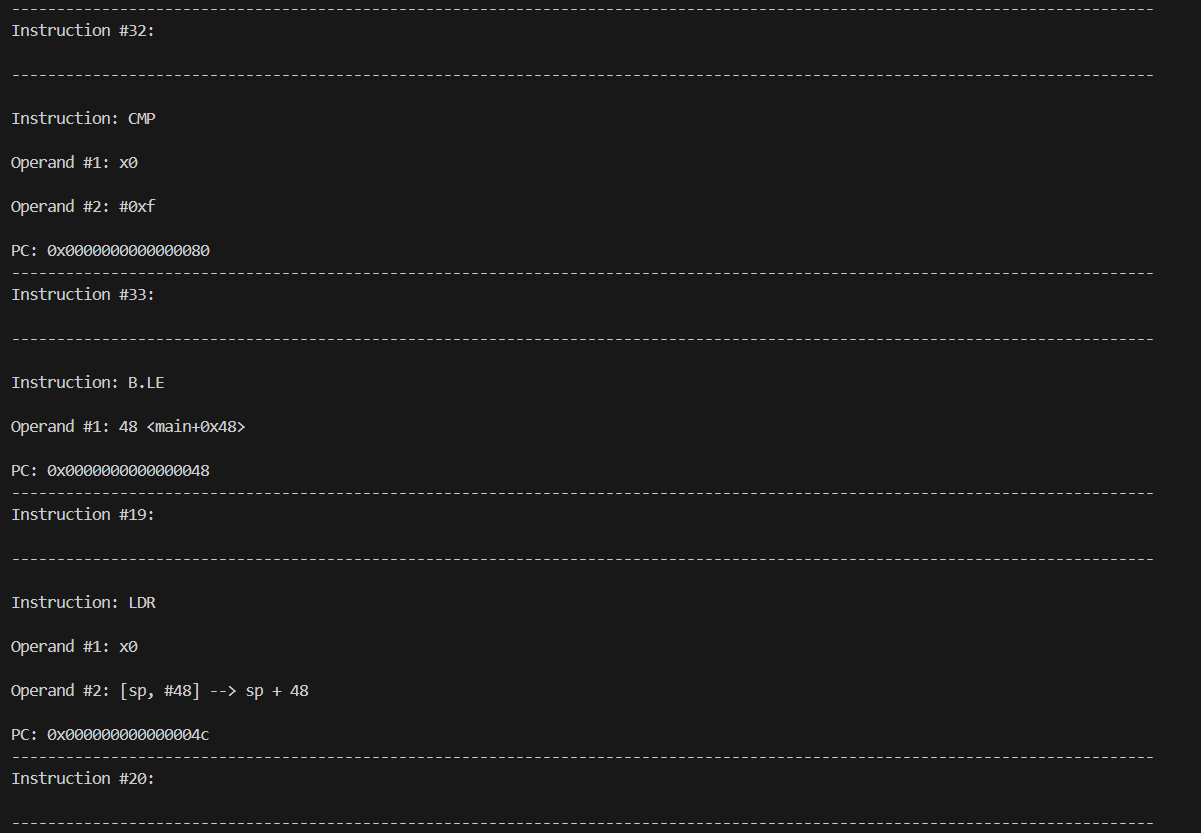 --------------------------------------------------------------------------------------------------------------------------------
Instruction #32:
--------------------------------------------------------------------------------------------------------------------------------
Instruction: CMP
Operand #1: x0
Operand #2: #0xf
PC: 0x0000000000000080
--------------------------------------------------------------------------------------------------------------------------------
Instruction #33:
--------------------------------------------------------------------------------------------------------------------------------
Instruction: B.LE
Operand #1: 48 <main+0x48>
PC: 0x0000000000000048
--------------------------------------------------------------------------------------------------------------------------------
Instruction #19:
--------------------------------------------------------------------------------------------------------------------------------
Instruction: LDR
Operand #1: x0
Operand #2: [sp, #48] --> sp + 48
PC: 0x000000000000004c
--------------------------------------------------------------------------------------------------------------------------------
Instruction #20:
--------------------------------------------------------------------------------------------------------------------------------